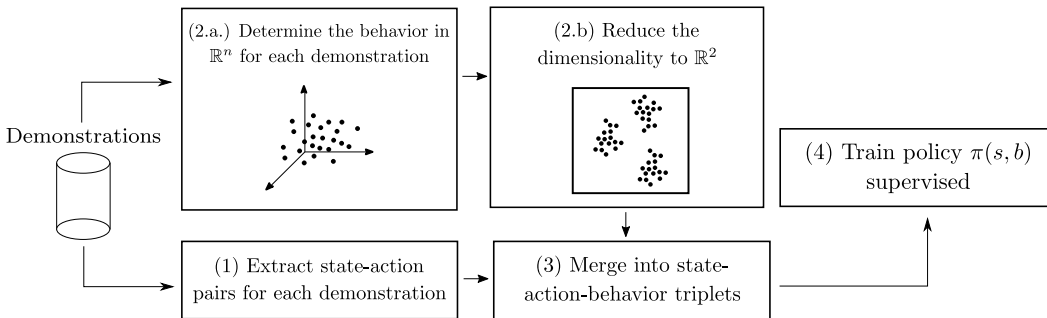 Demonstrations
(2.a.) Determine the behavior in
ℝⁿ for each demonstration
(2.b) Reduce the
dimensionality to ℝ²
(1) Extract state-action
pairs for each demonstration
(3) Merge into state-
action-behavior triplets
(4) Train policy π(s, b)
supervised